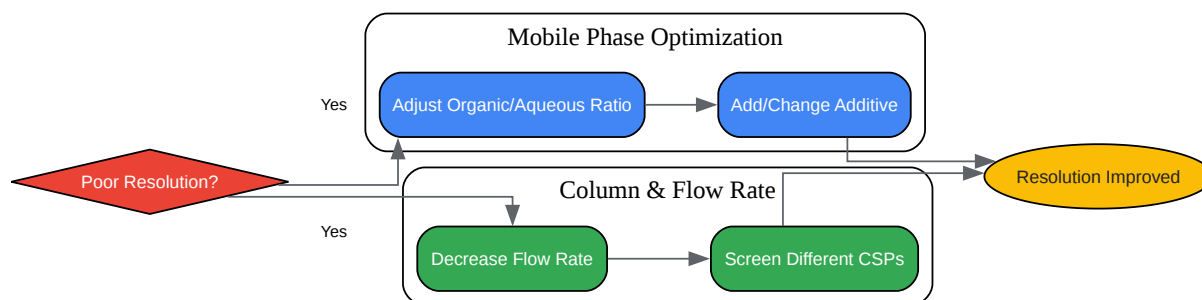 Mobile Phase Optimization
Yes
Adjust Organic/Aqueous Ratio
Add/Change Additive
Poor Resolution?
Resolution Improved
Column & Flow Rate
Yes
Decrease Flow Rate
Screen Different CSPs